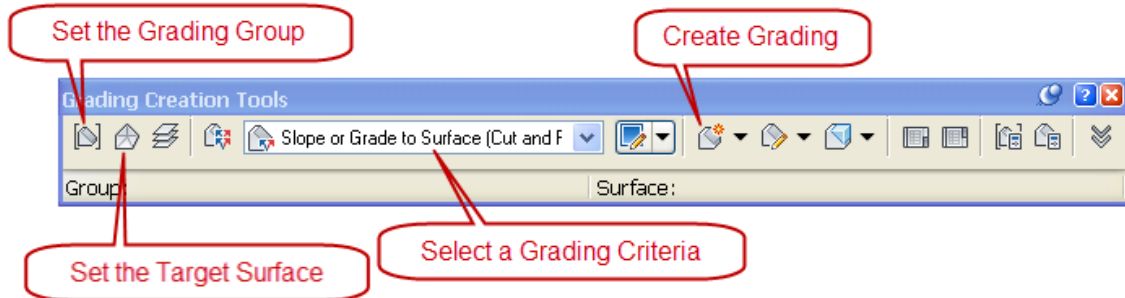 Set the Grading Group
Create Grading
Grading Creation Tools
Slope or Grade to Surface (Cut and F
Group:
Surface:
Select a Grading Criteria
Set the Target Surface